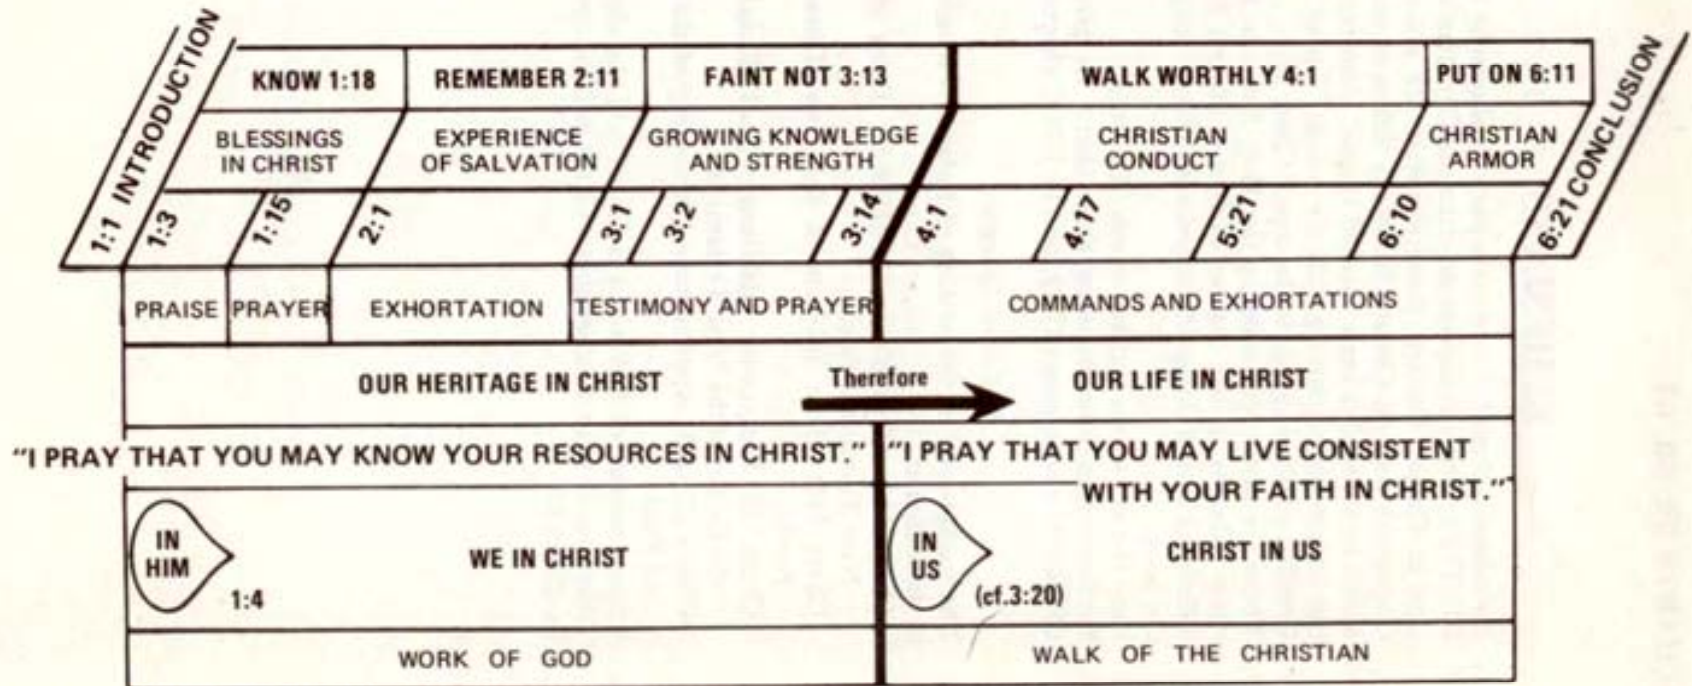 1:1 INTRODUCTION
KNOW 1:18
REMEMBER 2:11
FAINT NOT 3:13
WALK WORTHLY 4:1
PUT ON 6:11
BLESSINGS
IN CHRIST
EXPERIENCE
OF SALVATION
GROWING KNOWLEDGE
AND STRENGTH
CHRISTIAN
CONDUCT
CHRISTIAN
ARMOR
6:21 CONCLUSION
1:3
1:15
2:1
3:1
3:2
3:14
4:1
4:17
5:21
6:10
PRAISE
PRAYER
EXHORTATION
TESTIMONY AND PRAYER
COMMANDS AND EXHORTATIONS
OUR HERITAGE IN CHRIST
Therefore
OUR LIFE IN CHRIST
"I PRAY THAT YOU MAY KNOW YOUR RESOURCES IN CHRIST."
"I PRAY THAT YOU MAY LIVE CONSISTENT
WITH YOUR FAITH IN CHRIST."
IN
HIM
1:4
WE IN CHRIST
IN
US
(cf.3:20)
CHRIST IN US
WORK OF GOD
WALK OF THE CHRISTIAN